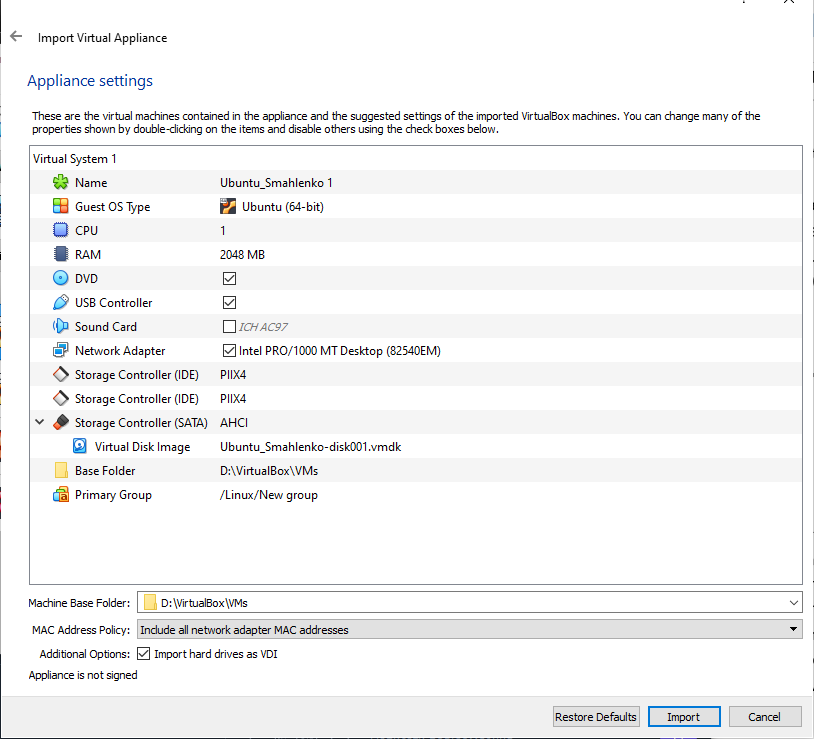 Import Virtual Appliance
Appliance settings
These are the virtual machines contained in the appliance and the suggested settings of the imported VirtualBox machines. You can change many of the
properties shown by double-clicking on the items and disable others using the check boxes below.
Virtual System 1
Name Ubuntu_Smahlenko 1
Guest OS Type Ubuntu (64-bit)
CPU 1
RAM 2048 MB
DVD
USB Controller
Sound Card ICH AC97
Network Adapter Intel PRO/1000 MT Desktop (82540EM)
Storage Controller (IDE) PIIX4
Storage Controller (IDE) PIIX4
Storage Controller (SATA) AHCI
Virtual Disk Image Ubuntu_Smahlenko-disk001.vmdk
Base Folder D:\VirtualBox\VMs
Primary Group /Linux/New group
Machine Base Folder: D:\VirtualBox\VMs
MAC Address Policy: Include all network adapter MAC addresses
Additional Options: Import hard drives as VDI
Appliance is not signed
Restore Defaults Import Cancel